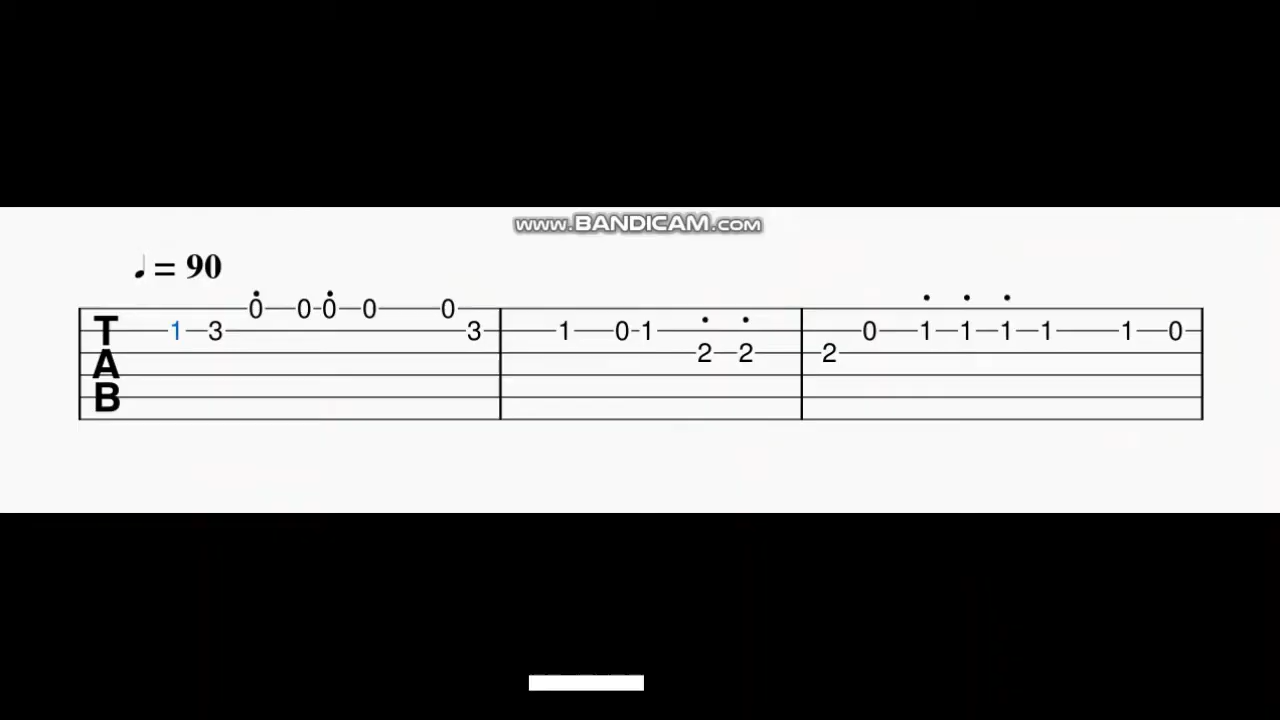 www.BANDICAM.com
♩ = 90
0 0 0 0 0
T 1 3 3 1 0 1 0 1 1 1 1 1 0
A 2 2 2
B